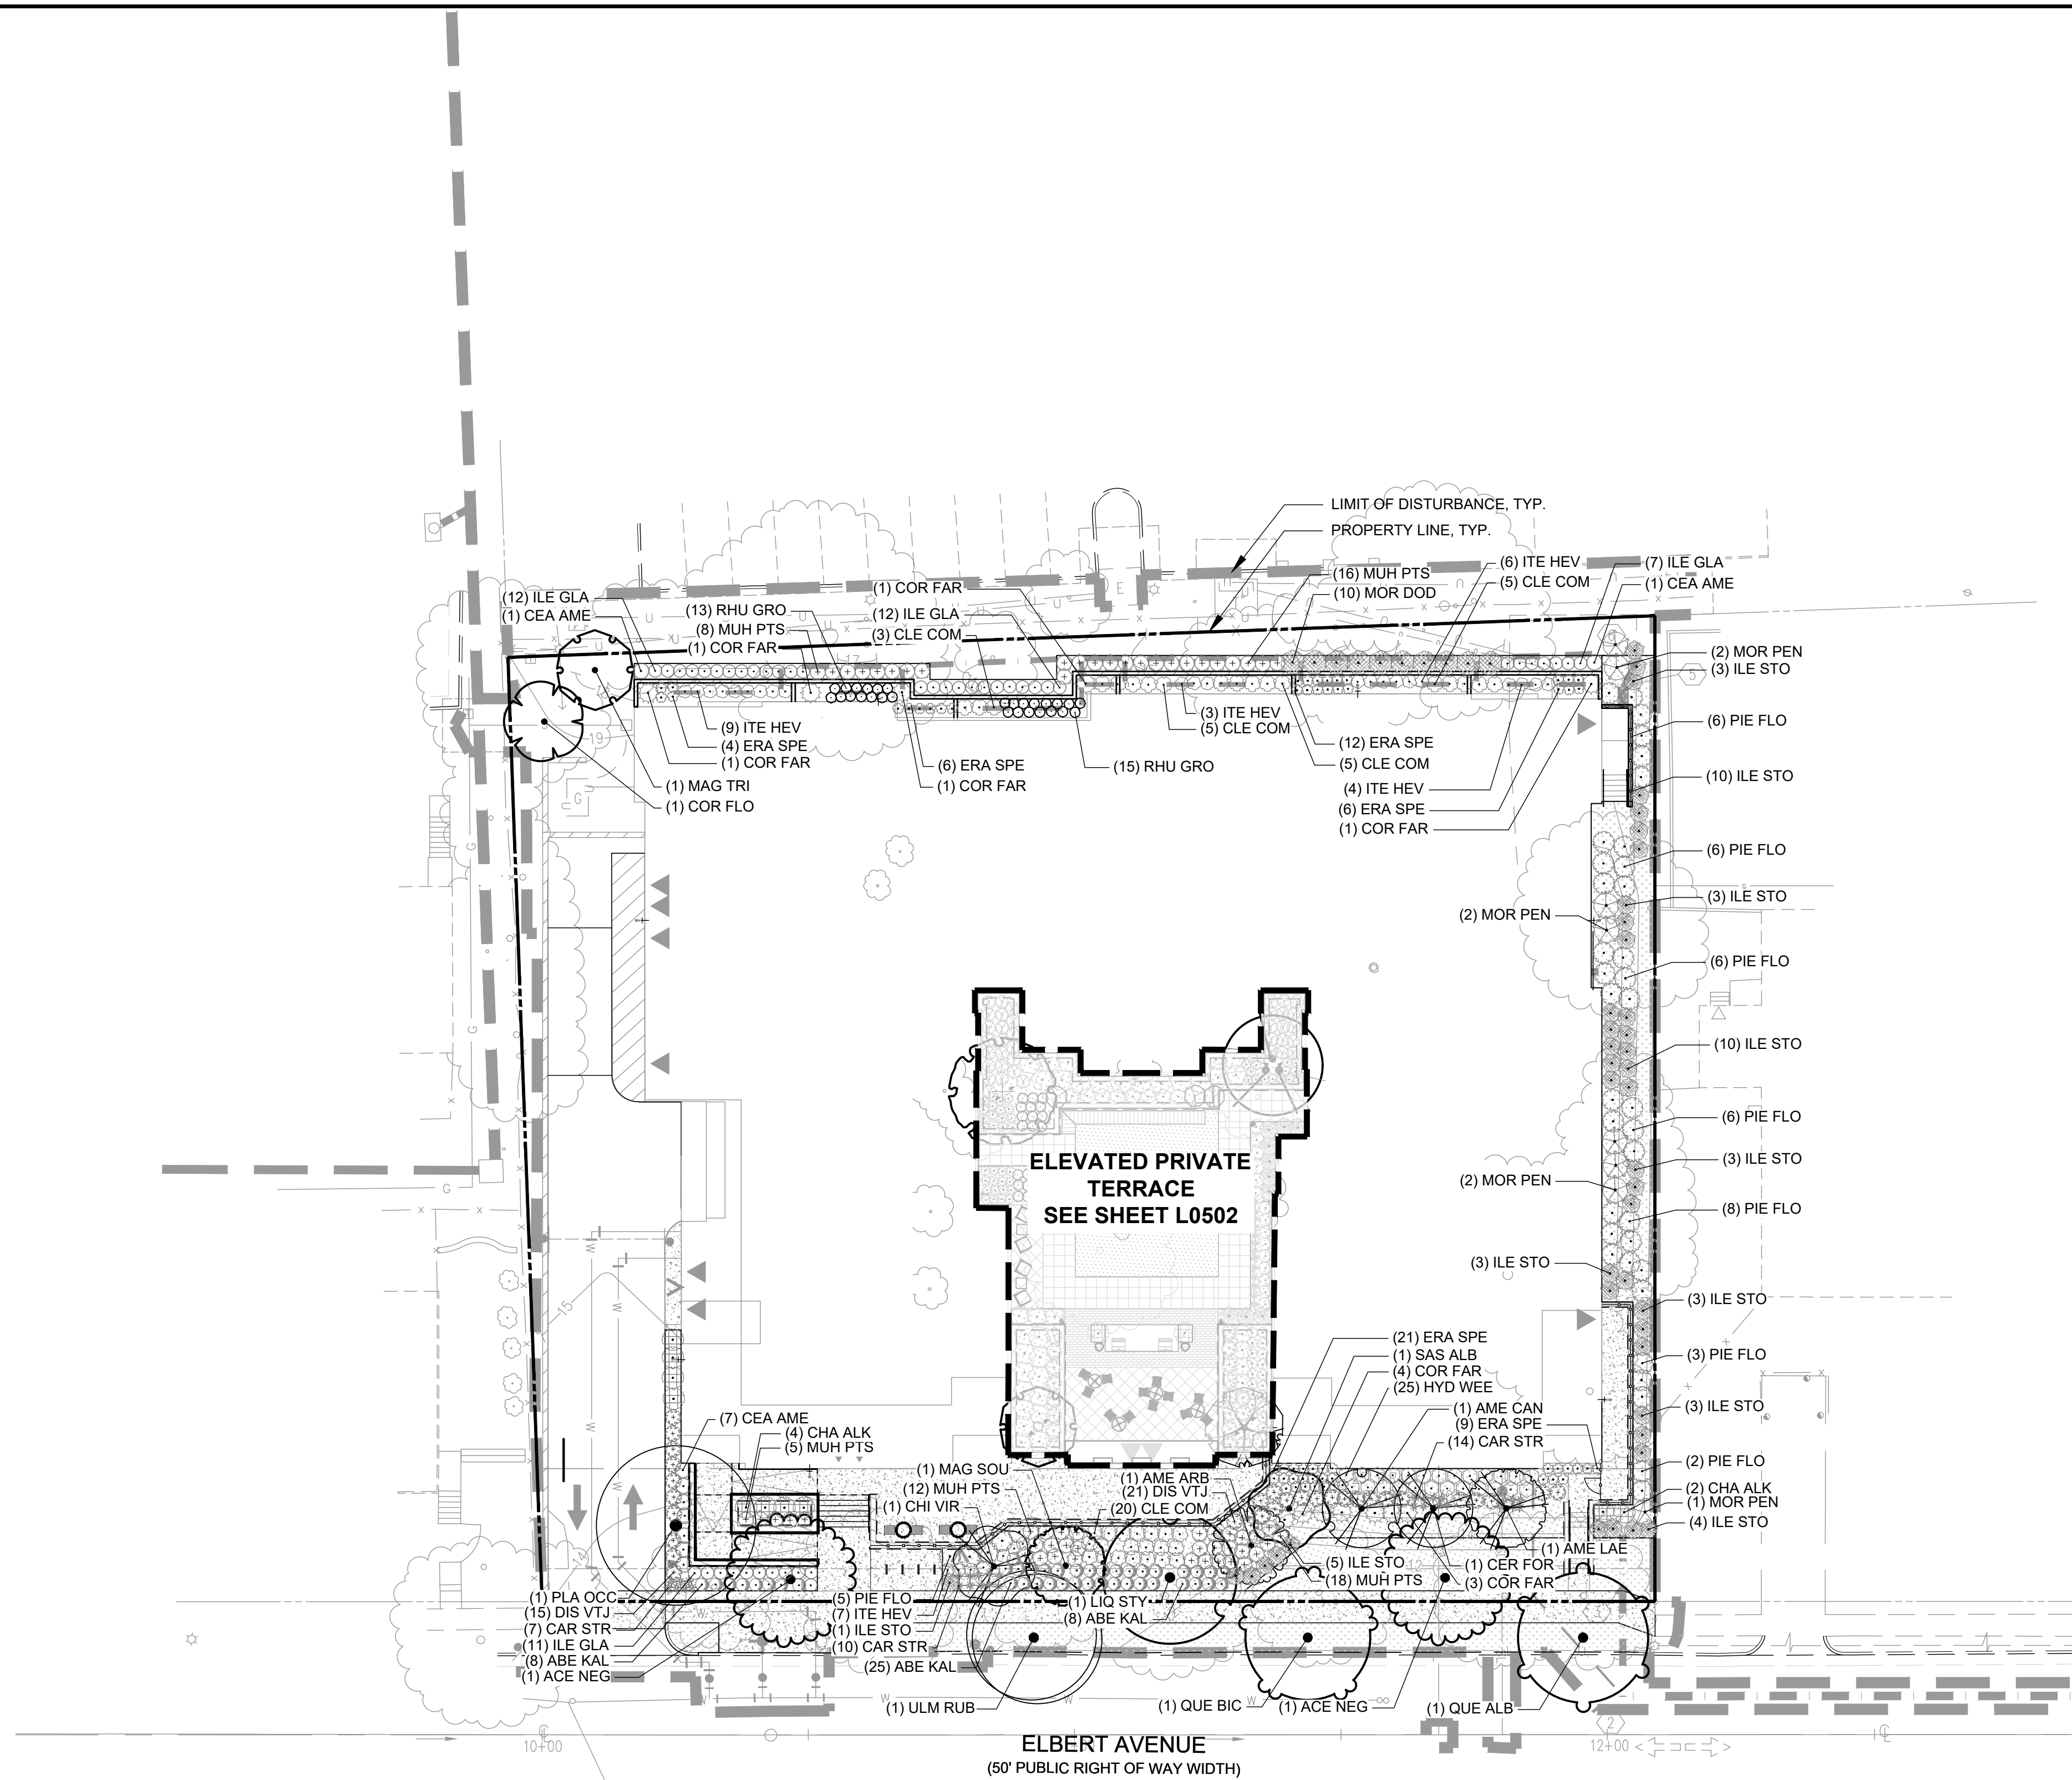 LIMIT OF DISTURBANCE, TYP.
PROPERTY LINE, TYP.
(12) ILE GLA
(1) CEA AME
(13) RHU GRO
(8) MUH PTS
(1) COR FAR
(1) COR FAR
(12) ILE GLA
(3) CLE COM
(16) MUH PTS
(10) MOR DOD
(6) ITE HEV
(5) CLE COM
(7) ILE GLA
(1) CEA AME
E
17
18
19
G
5
(9) ITE HEV
(4) ERA SPE
(1) COR FAR
(1) MAG TRI
(1) COR FLO
(6) ERA SPE
(1) COR FAR
(3) ITE HEV
(5) CLE COM
(15) RHU GRO
(12) ERA SPE
(5) CLE COM
(4) ITE HEV
(6) ERA SPE
(1) COR FAR
(2) MOR PEN
(3) ILE STO
(6) PIE FLO
(10) ILE STO
(6) PIE FLO
(3) ILE STO
(2) MOR PEN
(6) PIE FLO
(10) ILE STO
(6) PIE FLO
(3) ILE STO
(2) MOR PEN
(8) PIE FLO
(3) ILE STO
(3) ILE STO
(3) PIE FLO
(3) ILE STO
(2) PIE FLO
(2) CHA ALK
(1) MOR PEN
(4) ILE STO
ELEVATED PRIVATE
TERRACE
SEE SHEET L0502
15
14
(21) ERA SPE
(1) SAS ALB
(4) COR FAR
(25) HYD WEE
(1) AME CAN
(9) ERA SPE
(14) CAR STR
(7) CEA AME
(4) CHA ALK
(5) MUH PTS
(1) MAG SOU
(12) MUH PTS
(1) CHI VIR
(1) AME ARB
(21) DIS VTJ
(20) CLE COM
(1) AME LAE
(5) ILE STO
(18) MUH PTS
12
(1) CER FOR
(3) COR FAR
(1) PLA OCC
(15) DIS VTJ
(7) CAR STR
(11) ILE GLA
(8) ABE KAL
(1) ACE NEG
(5) PIE FLO
(7) ITE HEV
(1) ILE STO
(10) CAR STR
(25) ABE KAL
(1) LIQ STY
(8) ABE KAL
(1) ULM RUB
(1) QUE BIC
(1) ACE NEG
(1) QUE ALB
10+00
2
12+00
ELBERT AVENUE
(50' PUBLIC RIGHT OF WAY WIDTH)